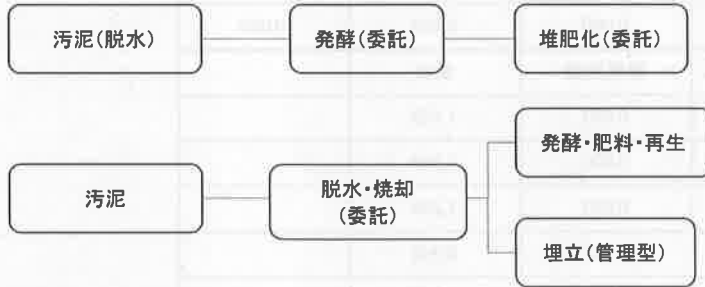 汚泥(脱水)
発酵(委託)
堆肥化(委託)
汚泥
脱水・焼却
(委託)
発酵・肥料・再生
埋立(管理型)